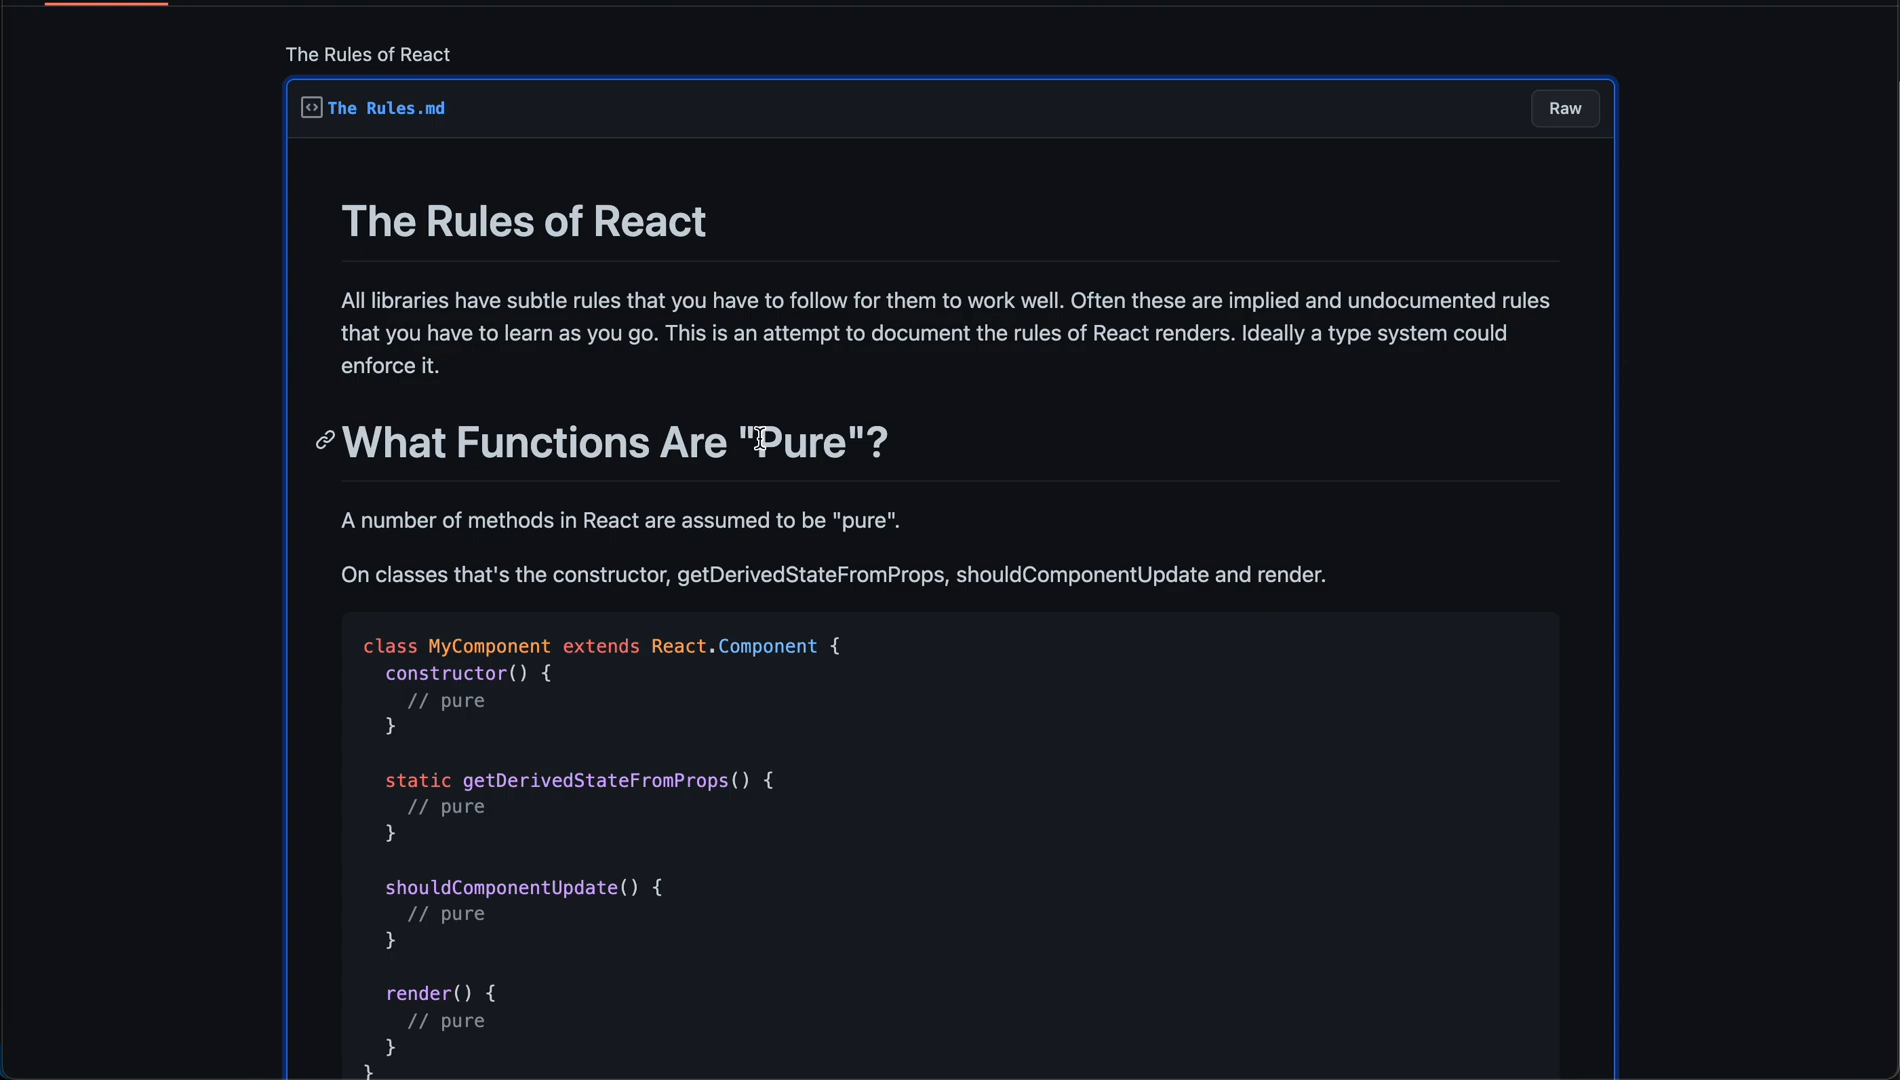 The Rules of React
The Rules.md
Raw
The Rules of React
All libraries have subtle rules that you have to follow for them to work well. Often these are implied and undocumented rules
that you have to learn as you go. This is an attempt to document the rules of React renders. Ideally a type system could
enforce it.
What Functions Are "Pure"?
A number of methods in React are assumed to be "pure".
On classes that's the constructor, getDerivedStateFromProps, shouldComponentUpdate and render.
class MyComponent extends React.Component {
  constructor() {
    // pure
  }
  static getDerivedStateFromProps() {
    // pure
  }
  shouldComponentUpdate() {
    // pure
  }
  render() {
    // pure
  }
}